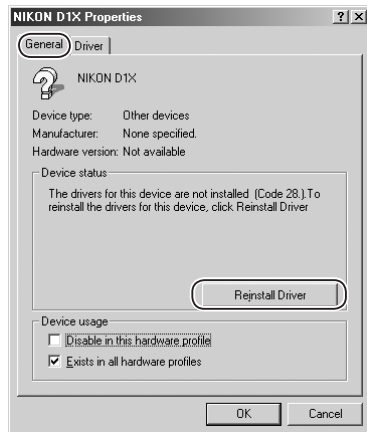 NIKON D1X Properties
General
Driver
NIKON D1X
Device type: Other devices
Manufacturer: None specified.
Hardware version: Not available
Device status
The drivers for this device are not installed (Code 28.).To
reinstall the drivers for this device, click Reinstall Driver
Reinstall Driver
Device usage
Disable in this hardware profile
Exists in all hardware profiles
OK
Cancel